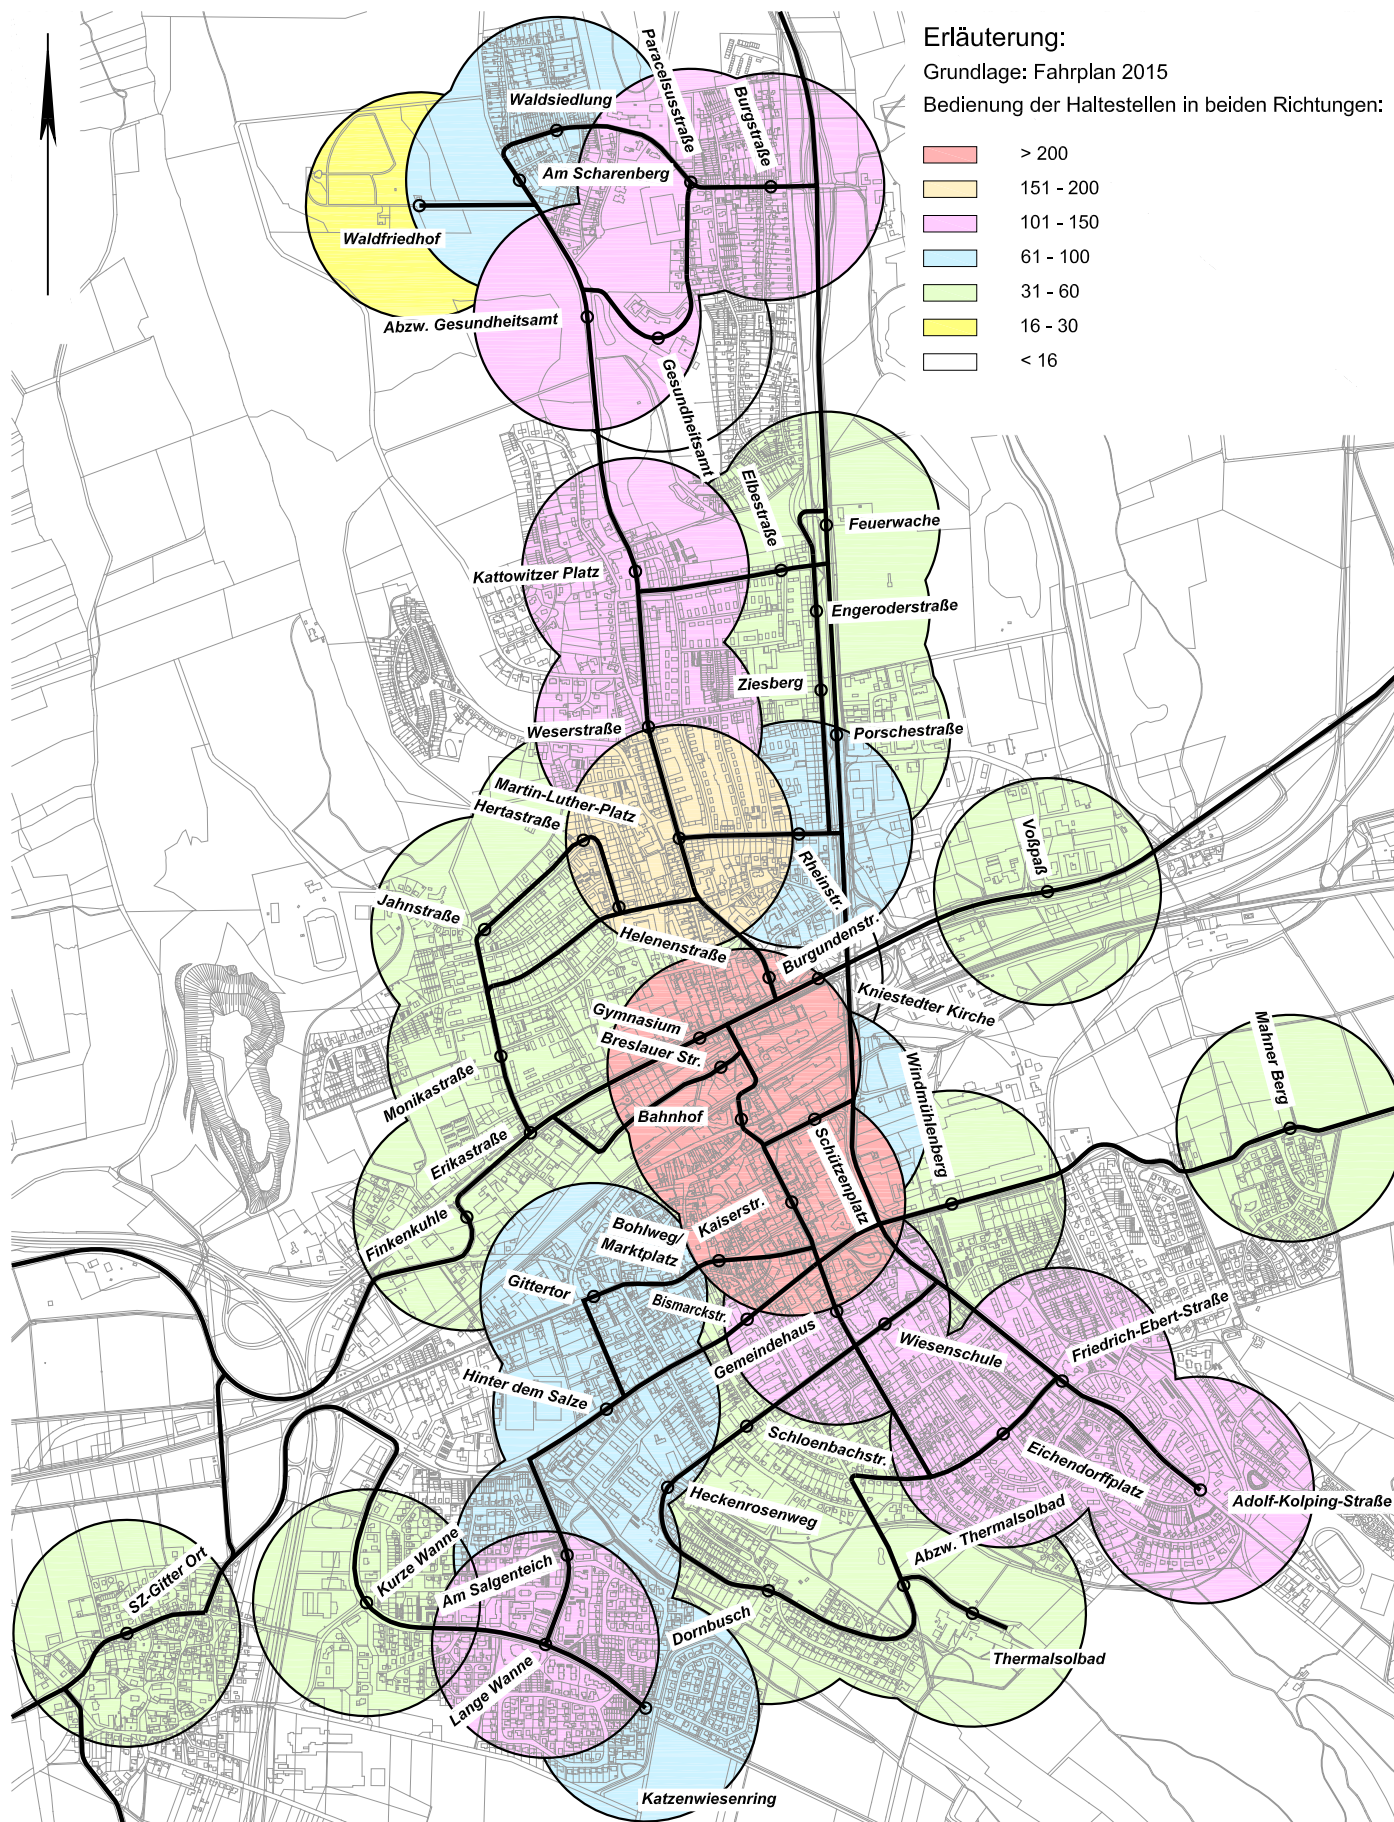 Erläuterung:
Grundlage: Fahrplan 2015
Bedienung der Haltestellen in beiden Richtungen:
> 200
151 - 200
101 - 150
61 - 100
31 - 60
16 - 30
< 16
Paracelsusstraße
Burgstraße
Waldsiedlung
Am Scharenberg
Waldfriedhof
Abzw. Gesundheitsamt
Gesundheitsamt
Elbestraße
Feuerwache
Kattowitzer Platz
Engeroderstraße
Ziesberg
Weserstraße
Porschestraße
Martin-Luther-Platz
Hertastraße
Voßpaß
Rheinstr.
Jahnstraße
Helenenstraße
Burgundenstr.
Kniestedter Kirche
Gymnasium
Breslauer Str.
Mahner Berg
Windmühlenberg
Monikastraße
Bahnhof
Schützenplatz
Erikastraße
Finkenkuhle
Kaiserstr.
Bohlweg/
Marktplatz
Gittertor
Bismarckstr.
Gemeindehaus
Wiesenschule
Friedrich-Ebert-Straße
Hinter dem Salze
Schloenbachstr.
Eichendorffplatz
Adolf-Kolping-Straße
Heckenrosenweg
Abzw. Thermalsolbad
SZ-Gitter Ort
Kurze Wanne
Am Salgenteich
Dornbusch
Thermalsolbad
Lange Wanne
Katzenwiesenring